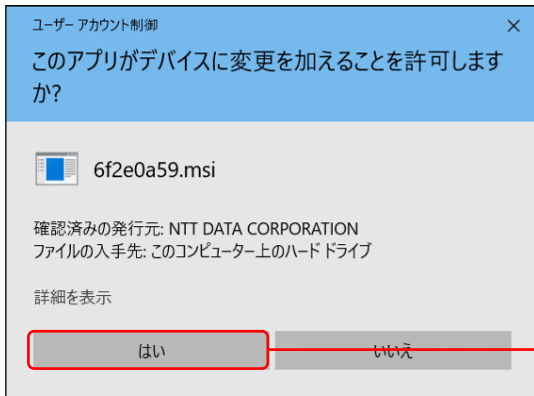 ユーザー アカウント制御
このアプリがデバイスに変更を加えることを許可します
か?
6f2e0a59.msi
確認済みの発行元: NTT DATA CORPORATION
ファイルの入手先: このコンピューター上のハード ドライブ
詳細を表示
はい
いいえ